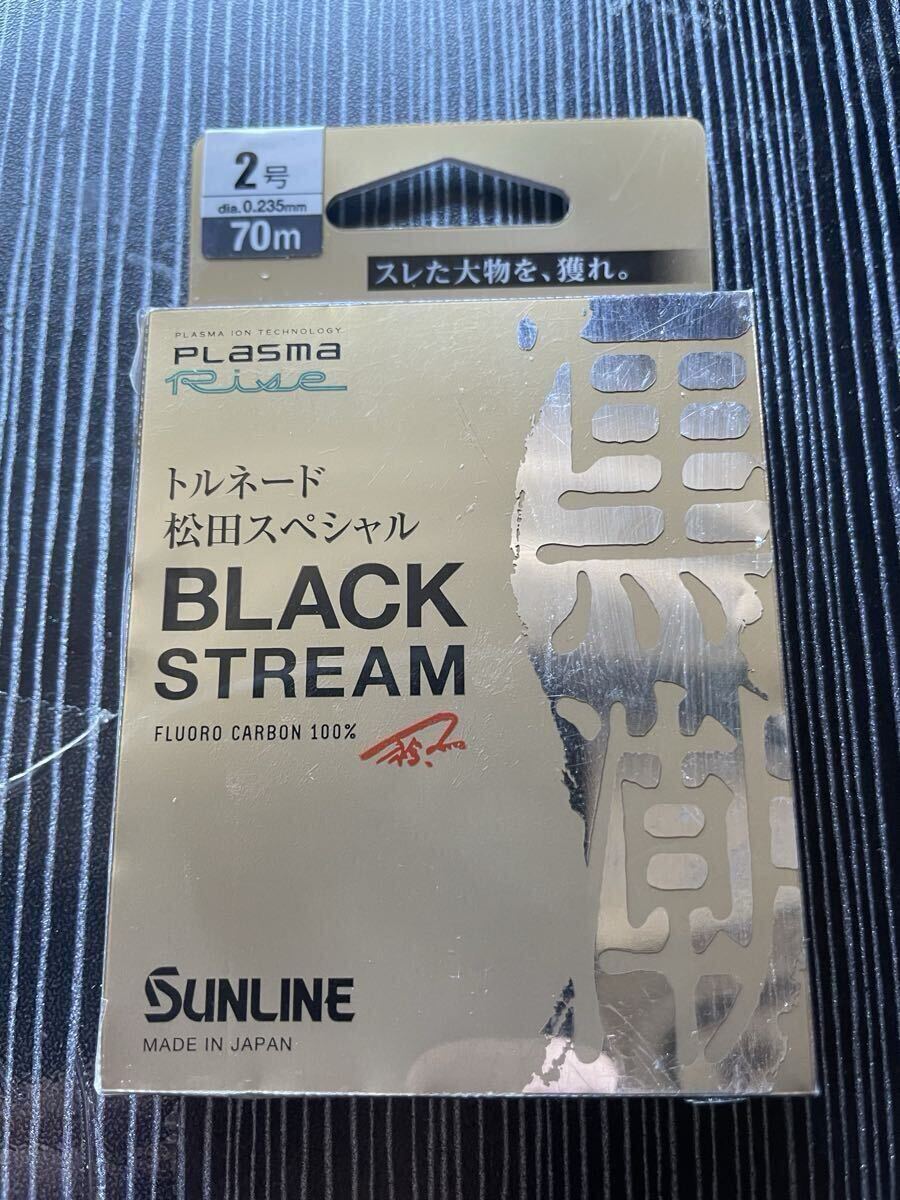 2号
dia.0.235mm
70m
スレた大物を、獲れ。
PLASMA ION TECHNOLOGY
PLasma
Rise
トルネード
松田スペシャル
BLACK
STREAM
FLUORO CARBON 100%
黒潮
SUNLINE
MADE IN JAPAN